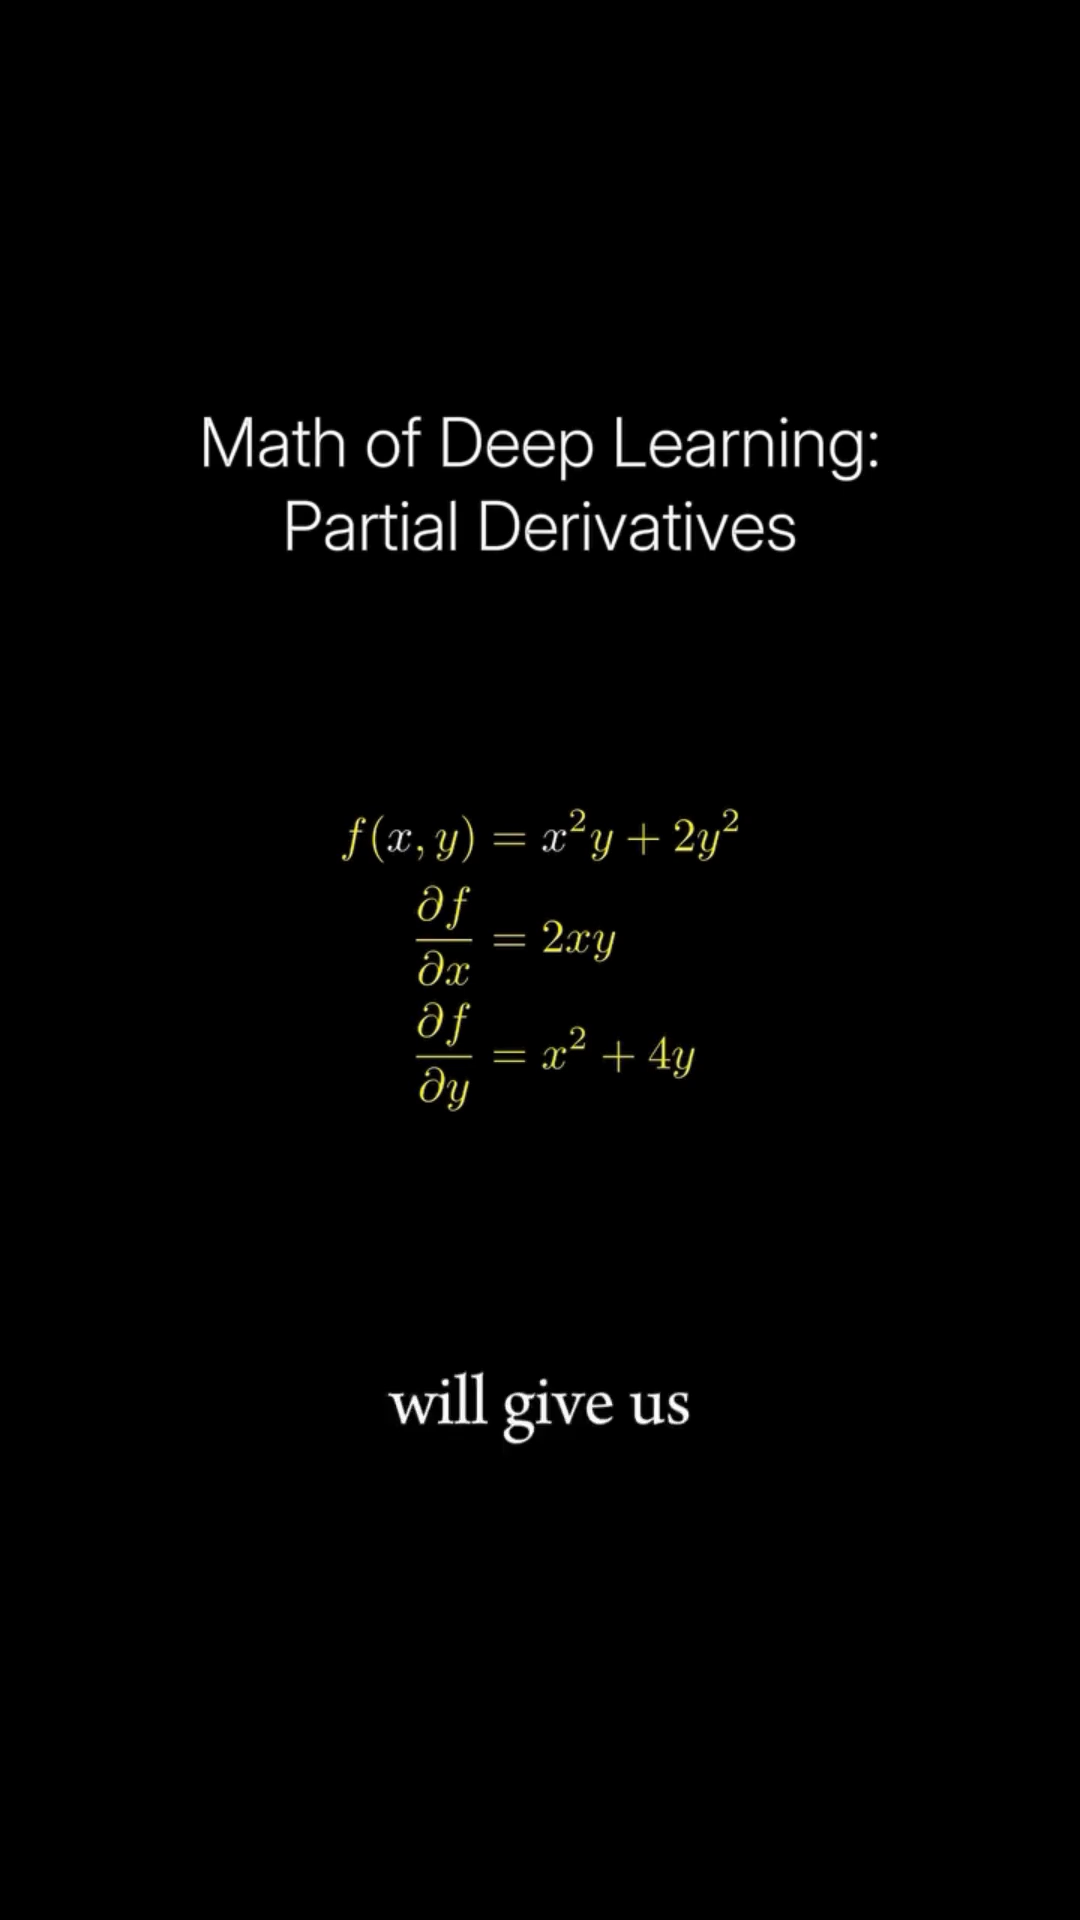 Math of Deep Learning:
Partial Derivatives
f(x, y) = x²y + 2y²
∂f/∂x = 2xy
∂f/∂y = x² + 4y
will give us